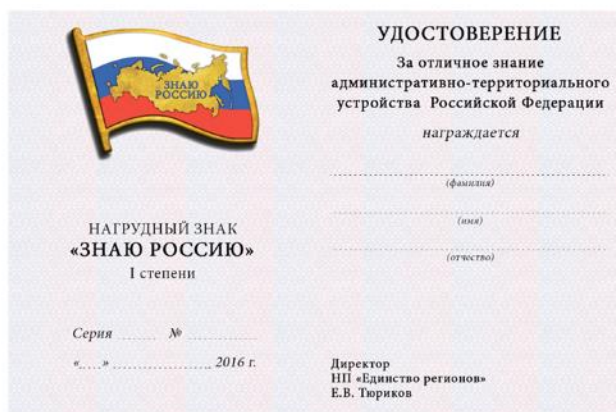 ЗНАЮ
РОССИЮ
НАГРУДНЫЙ ЗНАК
«ЗНАЮ РОССИЮ»
I степени
Серия ........ № ..............
«.....» .................... 2016 г.
УДОСТОВЕРЕНИЕ
За отличное знание
административно-территориального
устройства Российской Федерации
награждается
(фамилия)
(имя)
(отчество)
Директор
НП «Единство регионов»
Е.В. Тюриков